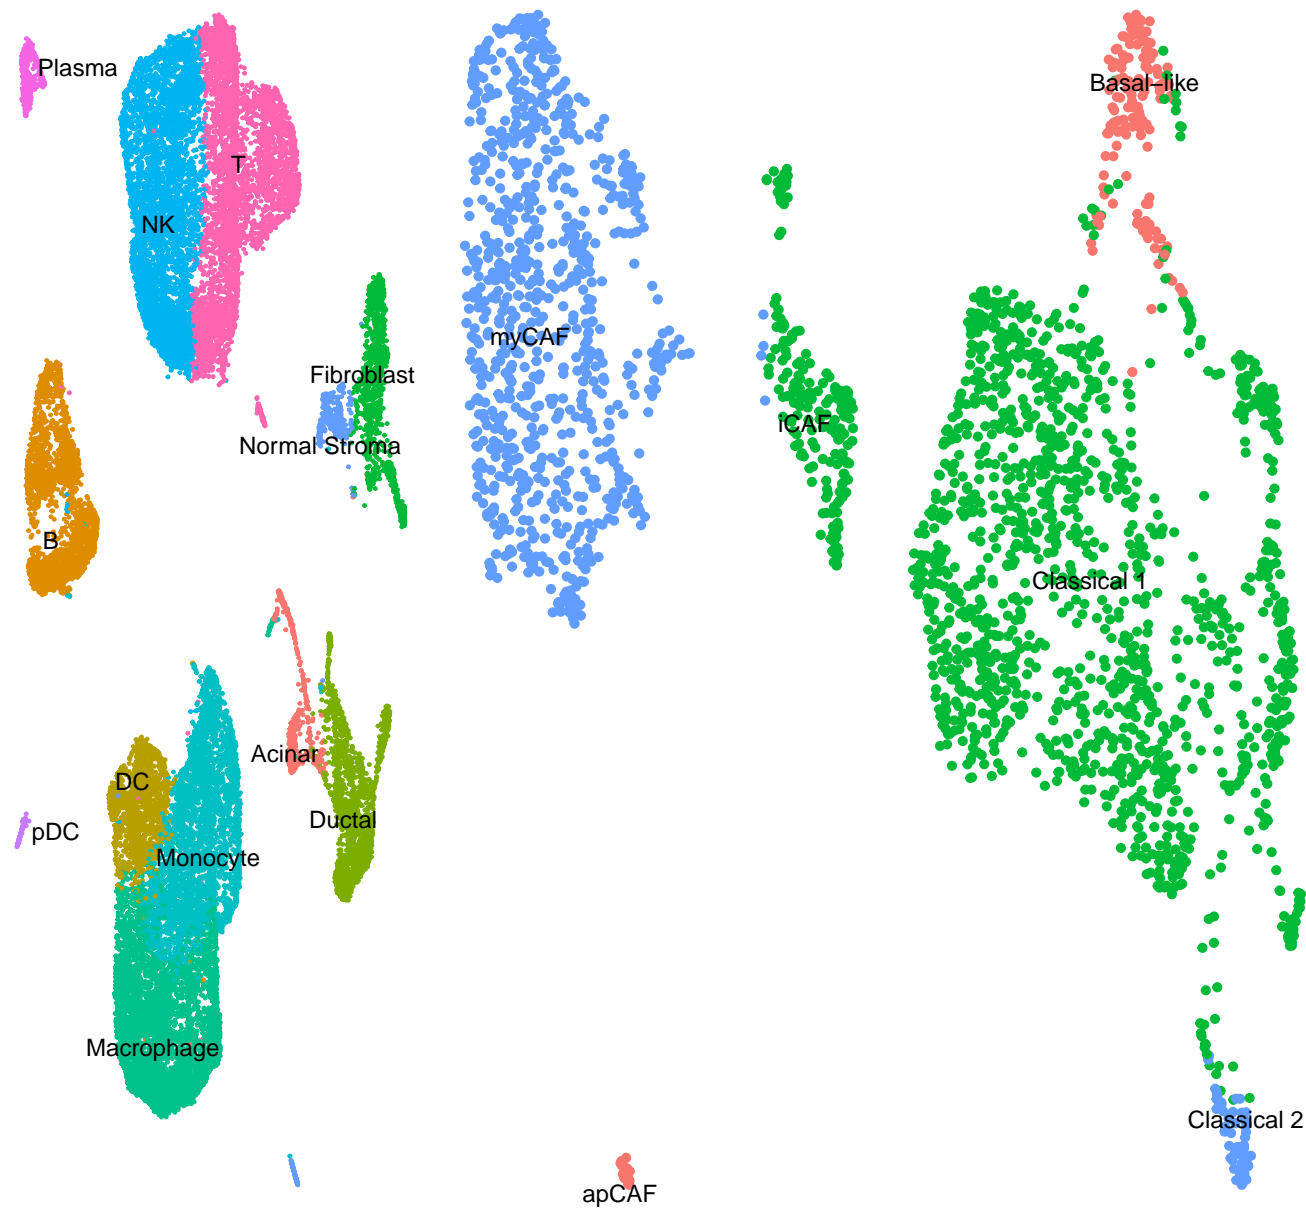 Plasma
Basal−like
T
NK
myCAF
Fibroblast
iCAF
Normal Stroma
B
Classical 1
Acinar
DC
Ductal
pDC
Monocyte
Macrophage
Classical 2
apCAF